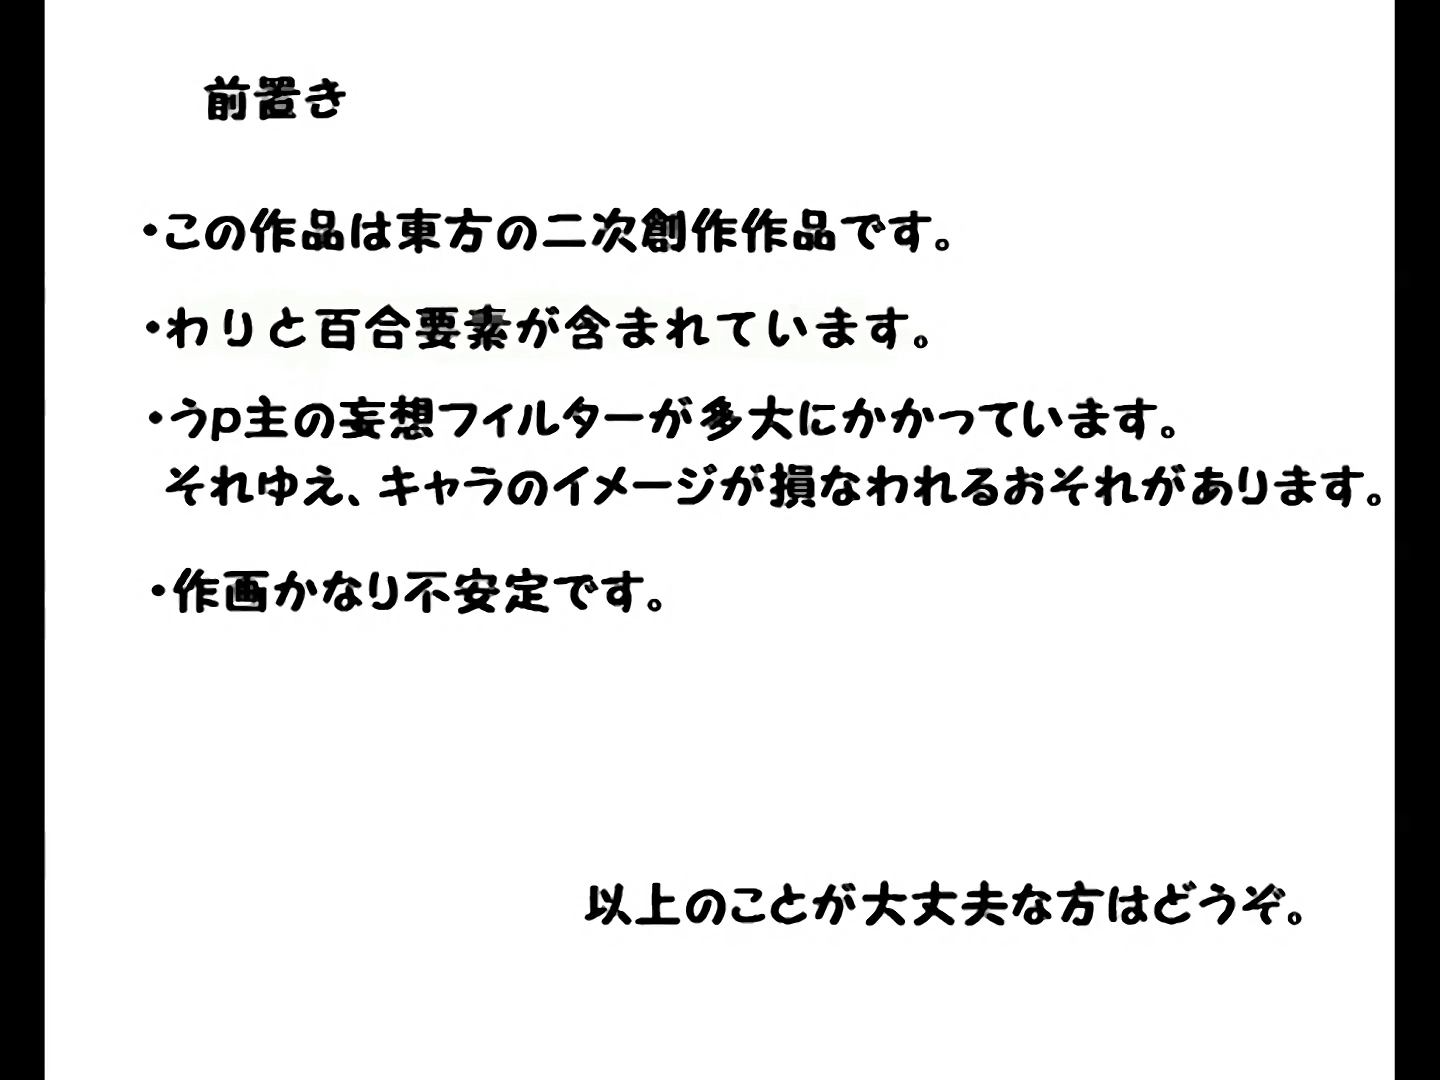 前置き
・この作品は東方の二次創作作品です。
・わりと百合要素が含まれています。
・うp主の妄想フィルターが多大にかかっています。
それゆえ、キャラのイメージが損なわれるおそれがあります。
・作画かなり不安定です。
以上のことが大丈夫な方はどうぞ。